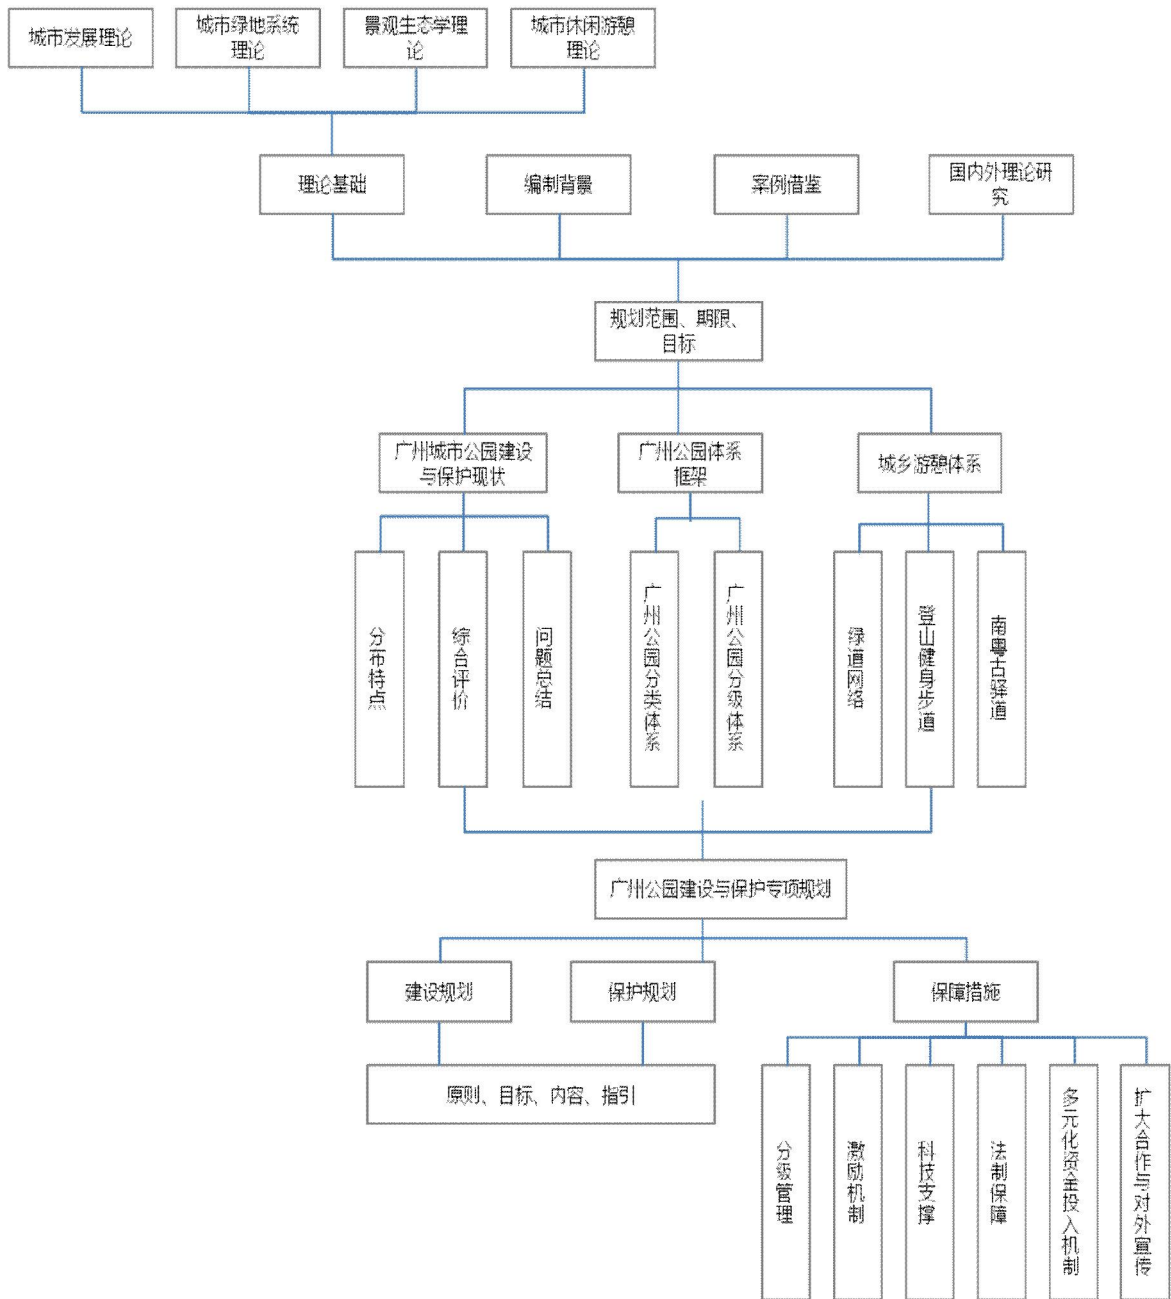 城市发展理论
城市绿地系统
理论
景观生态学理
论
城市休闲游憩
理论
理论基础
编制背景
案例借鉴
国内外理论研
究
规划范围、期限、
目标
广州城市公园建设
与保护现状
广州公园体系
框架
城乡游憩体系
分布特点
综合评价
问题总结
广州公园分类体系
广州公园分级体系
绿道网络
登山健身步道
南粤古驿道
广州公园建设与保护专项规划
建设规划
保护规划
保障措施
原则、目标、内容、指引
分级管理
激励机制
科技支撑
法制保障
多元化资金投入机制
扩大合作与对外宣传